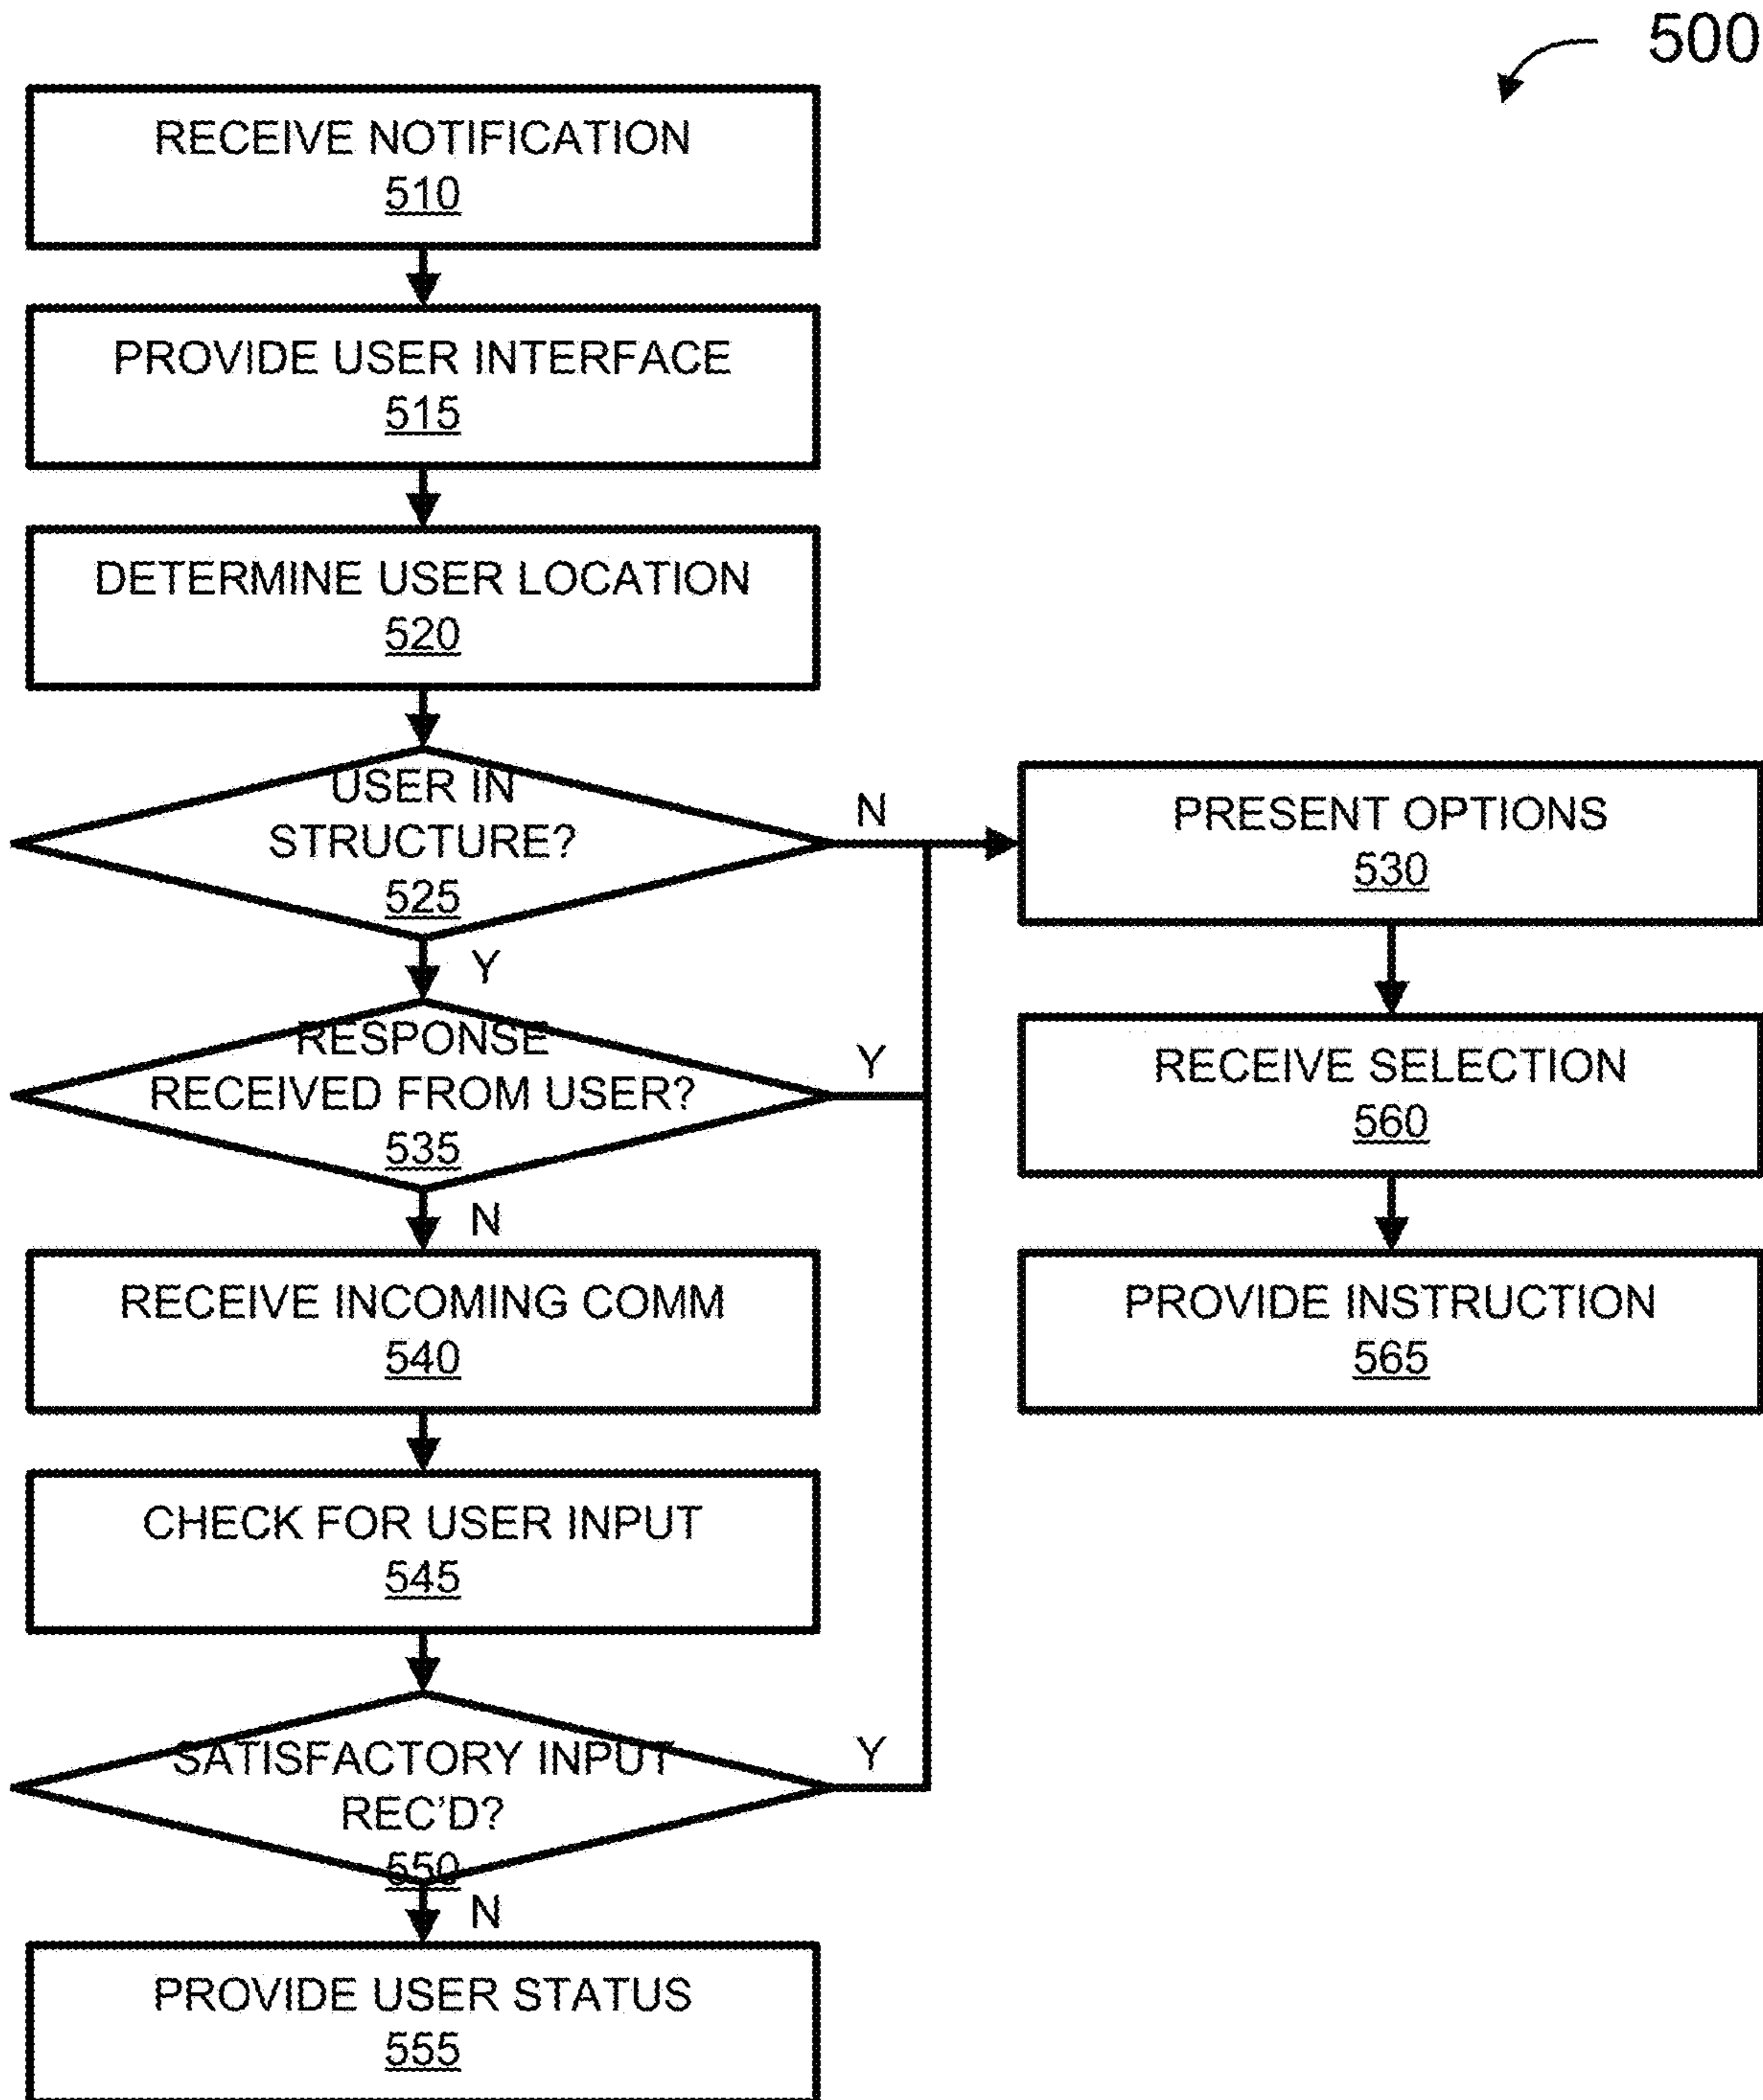 500
RECEIVE NOTIFICATION
510
PROVIDE USER INTERFACE
515
DETERMINE USER LOCATION
520
USER IN
STRUCTURE?
525
N
Y
PRESENT OPTIONS
530
RESPONSE
RECEIVED FROM USER?
535
Y
N
RECEIVE SELECTION
560
RECEIVE INCOMING COMM
540
PROVIDE INSTRUCTION
565
CHECK FOR USER INPUT
545
SATISFACTORY INPUT
REC'D?
550
Y
N
PROVIDE USER STATUS
555